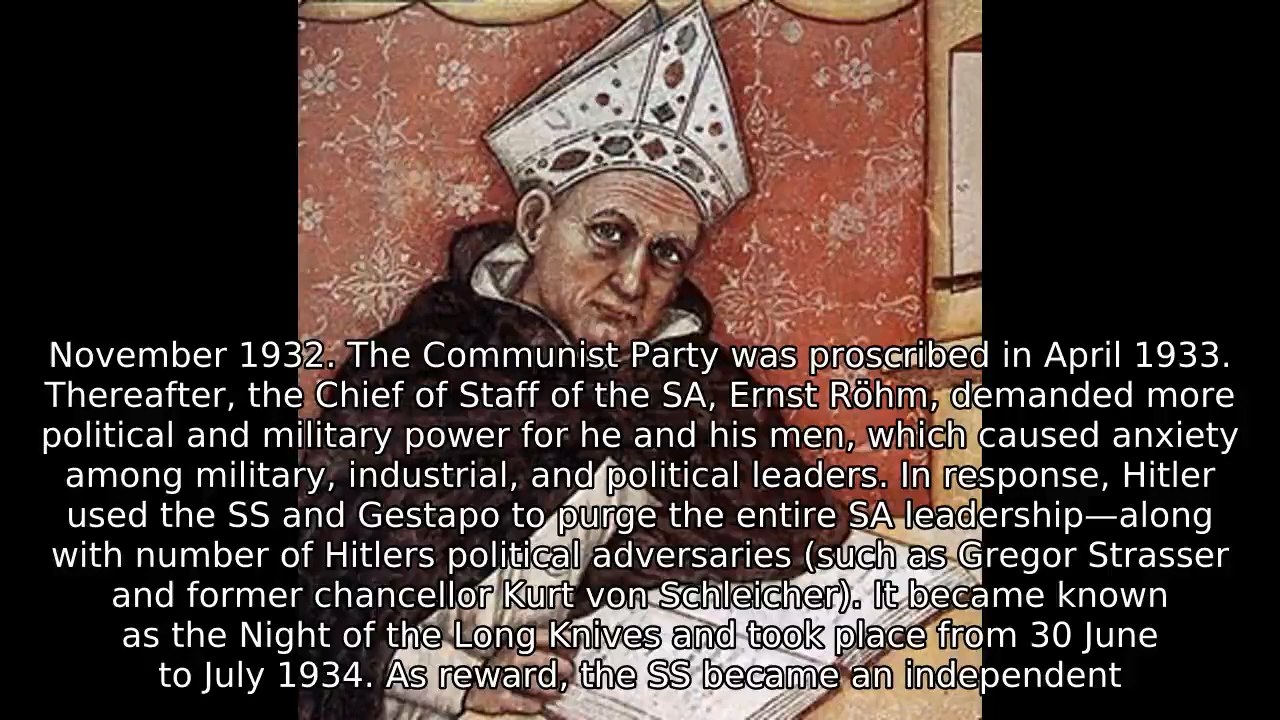 November 1932. The Communist Party was proscribed in April 1933.
Thereafter, the Chief of Staff of the SA, Ernst Röhm, demanded more
political and military power for he and his men, which caused anxiety
among military, industrial, and political leaders. In response, Hitler
used the SS and Gestapo to purge the entire SA leadership—along
with number of Hitlers political adversaries (such as Gregor Strasser
and former chancellor Kurt von Schleicher). It became known
as the Night of the Long Knives and took place from 30 June
to July 1934. As reward, the SS became an independent